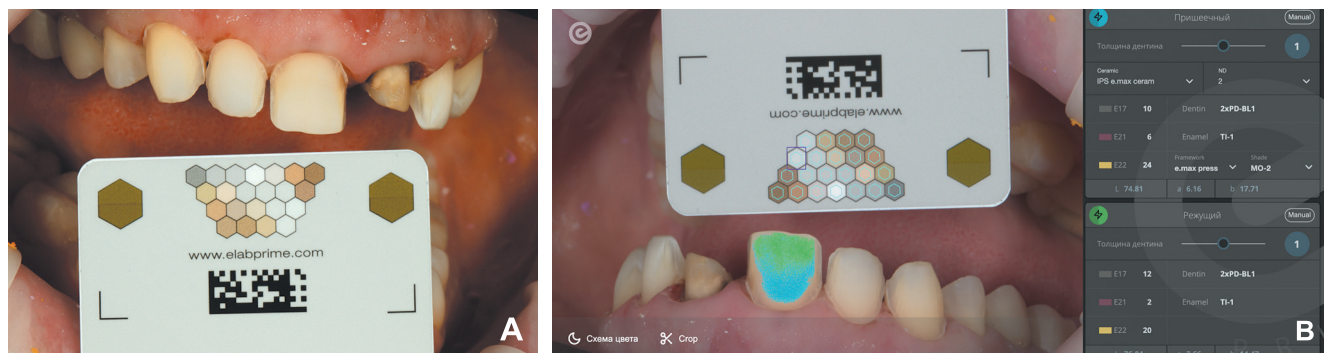 www.elabprime.com
A
www.elabprime.com
Схема цвета
Crop
Пришеечный
Manual
Толщина дентина
1
Ceramic
IPS e.max ceram
ND
2
E17 10 Dentin 2xPD-BL1
E21 6 Enamel TI-1
E22 24
Framework
e.max press
Shade
MO-2
L 74.81 a 6.16 b 17.71
Режущий
Manual
Толщина дентина
1
E17 12 Dentin 2xPD-BL1
E21 2 Enamel TI-1
E22 20
B